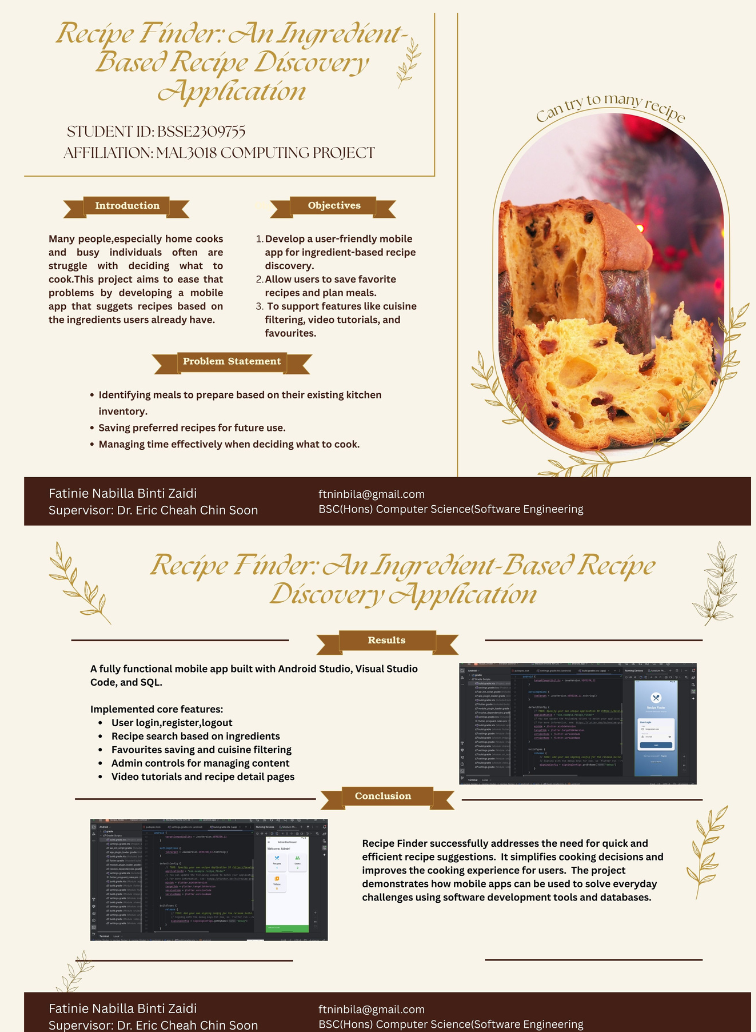 Recipe Finder: An Ingredient-
Based Recipe Discovery
Application
STUDENT ID: BSSE2309755
AFFILIATION: MAL3018 COMPUTING PROJECT
Can try to many recipe
Introduction
Many people,especially home cooks
and busy individuals often are
struggle with deciding what to
cook.This project aims to ease that
problems by developing a mobile
app that suggets recipes based on
the ingredients users already have.
Objectives
1. Develop a user-friendly mobile
app for ingredient-based recipe
discovery.
2. Allow users to save favorite
recipes and plan meals.
3. To support features like cuisine
filtering, video tutorials, and
favourites.
Problem Statement
• Identifying meals to prepare based on their existing kitchen
inventory.
• Saving preferred recipes for future use.
• Managing time effectively when deciding what to cook.
Fatinie Nabilla Binti Zaidi
Supervisor: Dr. Eric Cheah Chin Soon
ftninbila@gmail.com
BSC(Hons) Computer Science(Software Engineering
Recipe Finder: An Ingredient-Based Recipe
Discovery Application
Results
A fully functional mobile app built with Android Studio, Visual Studio
Code, and SQL.
Implemented core features:
• User login,register,logout
• Recipe search based on ingredients
• Favourites saving and cuisine filtering
• Admin controls for managing content
• Video tutorials and recipe detail pages
Conclusion
Recipe Finder successfully addresses the need for quick and
efficient recipe suggestions. It simplifies cooking decisions and
improves the cooking experience for users. The project
demonstrates how mobile apps can be used to solve everyday
challenges using software development tools and databases.
Fatinie Nabilla Binti Zaidi
Supervisor: Dr. Eric Cheah Chin Soon
ftninbila@gmail.com
BSC(Hons) Computer Science(Software Engineering